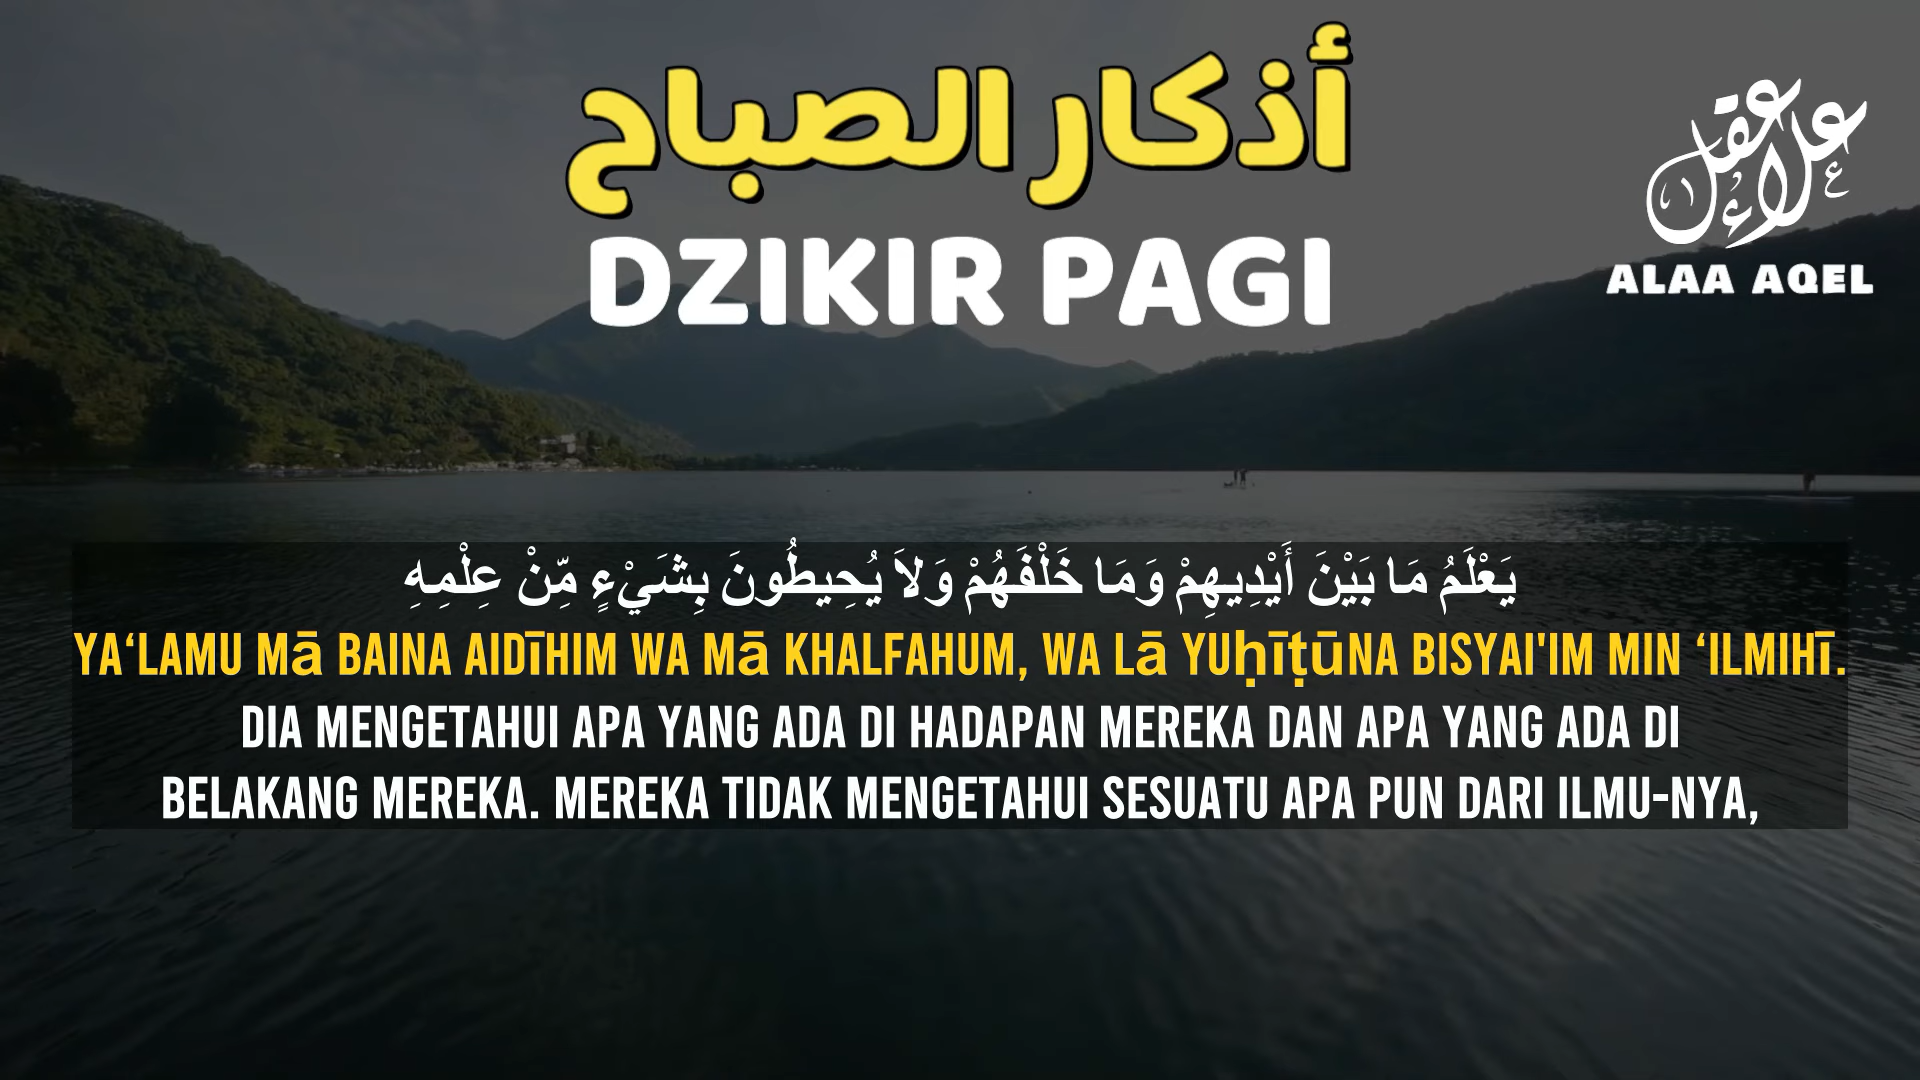 أذكار الصباح
DZIKIR PAGI
علاء عقل
ALAA AQEL
يَعْلَمُ مَا بَيْنَ أَيْدِيهِمْ وَمَا خَلْفَهُمْ وَلاَ يُحِيطُونَ بِشَيْءٍ مِّنْ عِلْمِهِ
YA‘LAMU Mā BAINA AIDīHIM WA Mā KHALFAHUM, WA Lā YUḥīṭūNA BISYAI'IM MIN ‘ILMIHī.
DIA MENGETAHUI APA YANG ADA DI HADAPAN MEREKA DAN APA YANG ADA DI
BELAKANG MEREKA. MEREKA TIDAK MENGETAHUI SESUATU APA PUN DARI ILMU-NYA,